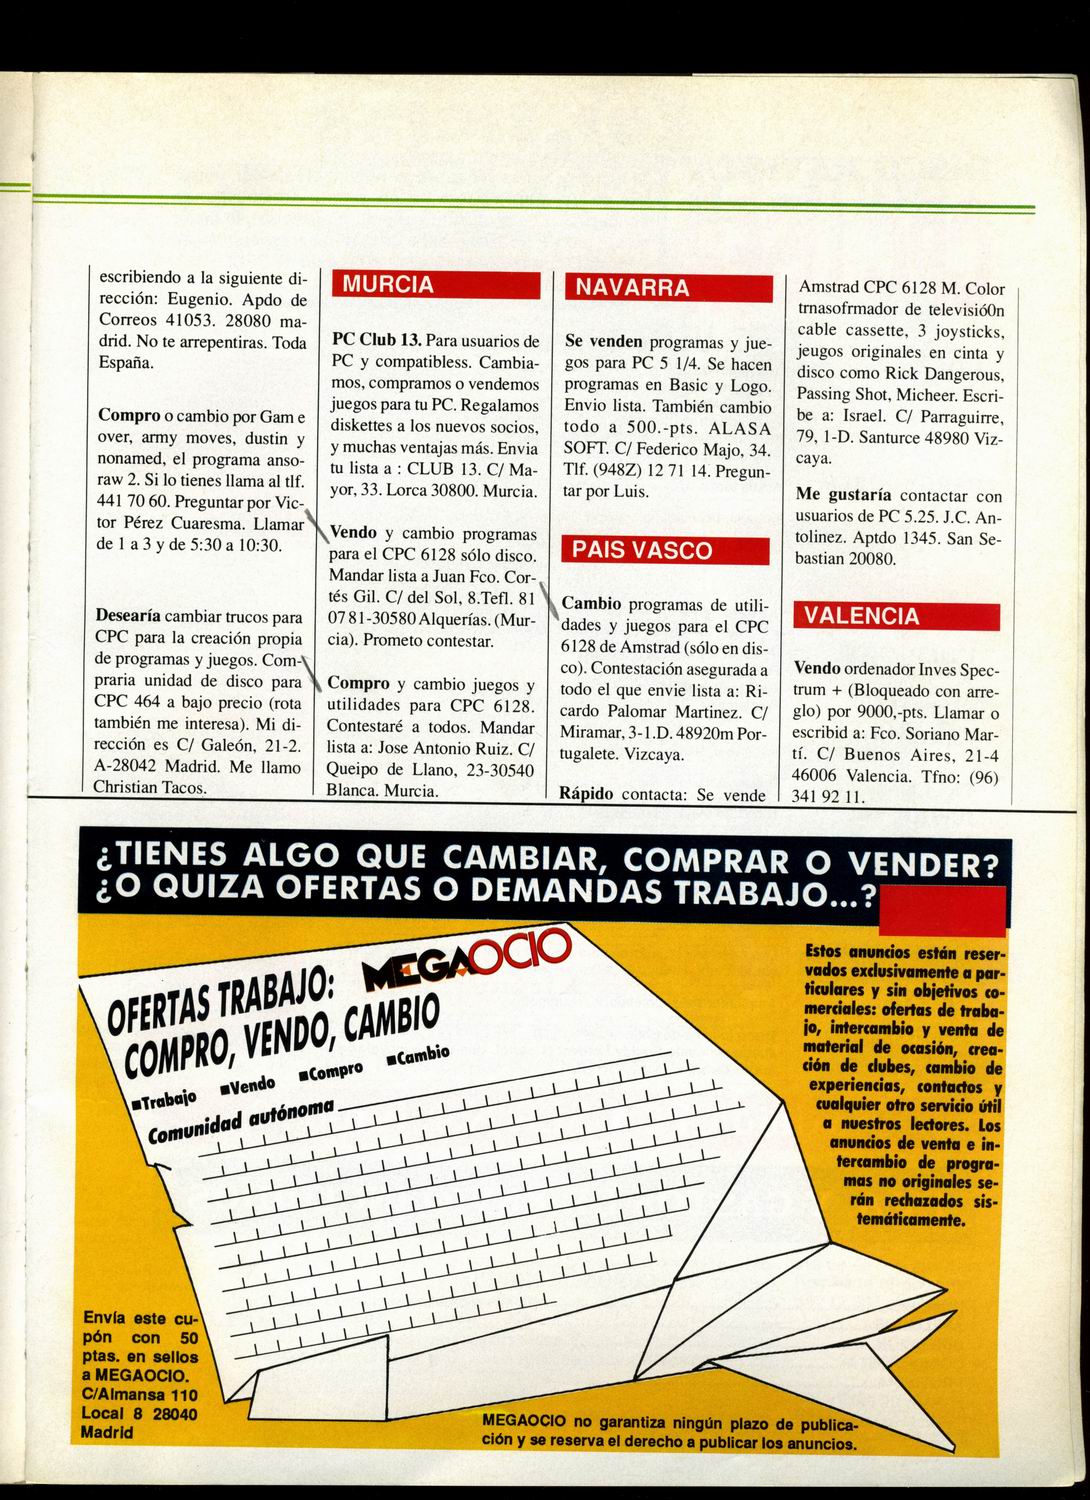 escribiendo a la siguiente di-
rección: Eugenio. Apdo de
Correos 41053. 28080 ma-
drid. No te arrepentiras. Toda
España.
Compro o cambio por Gam e
over, army moves, dustin y
nonamed, el programa anso-
raw 2. Si lo tienes llama al tlf.
441 70 60. Preguntar por Vic-
tor Pérez Cuaresma. Llamar
de 1 a 3 y de 5:30 a 10:30.
Desearía cambiar trucos para
CPC para la creación propia
de programas y juegos. Com-
praria unidad de disco para
CPC 464 a bajo precio (rota
también me interesa). Mi di-
rección es C/ Galeón, 21-2.
A-28042 Madrid. Me llamo
Christian Tacos.
MURCIA
PC Club 13. Para usuarios de
PC y compatibless. Cambia-
mos, compramos o vendemos
juegos para tu PC. Regalamos
diskettes a los nuevos socios,
y muchas ventajas más. Envia
tu lista a : CLUB 13. C/ Ma-
yor, 33. Lorca 30800. Murcia.
Vendo y cambio programas
para el CPC 6128 sólo disco.
Mandar lista a Juan Fco. Cor-
tés Gil. C/ del Sol, 8.Tefl. 81
07 81-30580 Alquerías. (Mur-
cia). Prometo contestar.
Compro y cambio juegos y
utilidades para CPC 6128.
Contestaré a todos. Mandar
lista a: Jose Antonio Ruiz. C/
Queipo de Llano, 23-30540
Blanca. Murcia.
NAVARRA
Se venden programas y jue-
gos para PC 5 1/4. Se hacen
programas en Basic y Logo.
Envio lista. También cambio
todo a 500.-pts. ALASA
SOFT. C/ Federico Majo, 34.
Tlf. (948Z) 12 71 14. Pregun-
tar por Luis.
PAIS VASCO
Cambio programas de utili-
dades y juegos para el CPC
6128 de Amstrad (sólo en dis-
co). Contestación asegurada a
todo el que envie lista a: Ri-
cardo Palomar Martinez. C/
Miramar, 3-1.D. 48920m Por-
tugalete. Vizcaya.
Rápido contacta: Se vende
Amstrad CPC 6128 M. Color
trnasofrmador de televisió0n
cable cassette, 3 joysticks,
jeugos originales en cinta y
disco como Rick Dangerous,
Passing Shot, Micheer. Escri-
be a: Israel. C/ Parraguirre,
79, 1-D. Santurce 48980 Viz-
caya.
Me gustaría contactar con
usuarios de PC 5.25. J.C. An-
tolinez. Aptdo 1345. San Se-
bastian 20080.
VALENCIA
Vendo ordenador Inves Spec-
trum + (Bloqueado con arre-
glo) por 9000,-pts. Llamar o
escribid a: Fco. Soriano Mar-
tí. C/ Buenos Aires, 21-4
46006 Valencia. Tfno: (96)
341 92 11.
¿TIENES ALGO QUE CAMBIAR, COMPRAR O VENDER?
¿O QUIZA OFERTAS O DEMANDAS TRABAJO...?
MEGAOCIO
OFERTAS TRABAJO:
COMPRO, VENDO, CAMBIO
■Trabajo ■Vendo ■Compro ■Cambio
Comunidad autónoma
Estos anuncios están reser-
vados exclusivamente a par-
ticulares y sin objetivos co-
merciales: ofertas de traba-
jo, intercambio y venta de
material de ocasión, crea-
ción de clubes, cambio de
experiencias, contactos y
cualquier otro servicio útil
a nuestros lectores. Los
anuncios de venta e in-
tercambio de progra-
mas no originales se-
rán rechazados sis-
temáticamente.
Envía este cu-
pón con 50
ptas. en sellos
a MEGAOCIO.
C/Almansa 110
Local 8 28040
Madrid
MEGAOCIO no garantiza ningún plazo de publica-
ción y se reserva el derecho a publicar los anuncios.